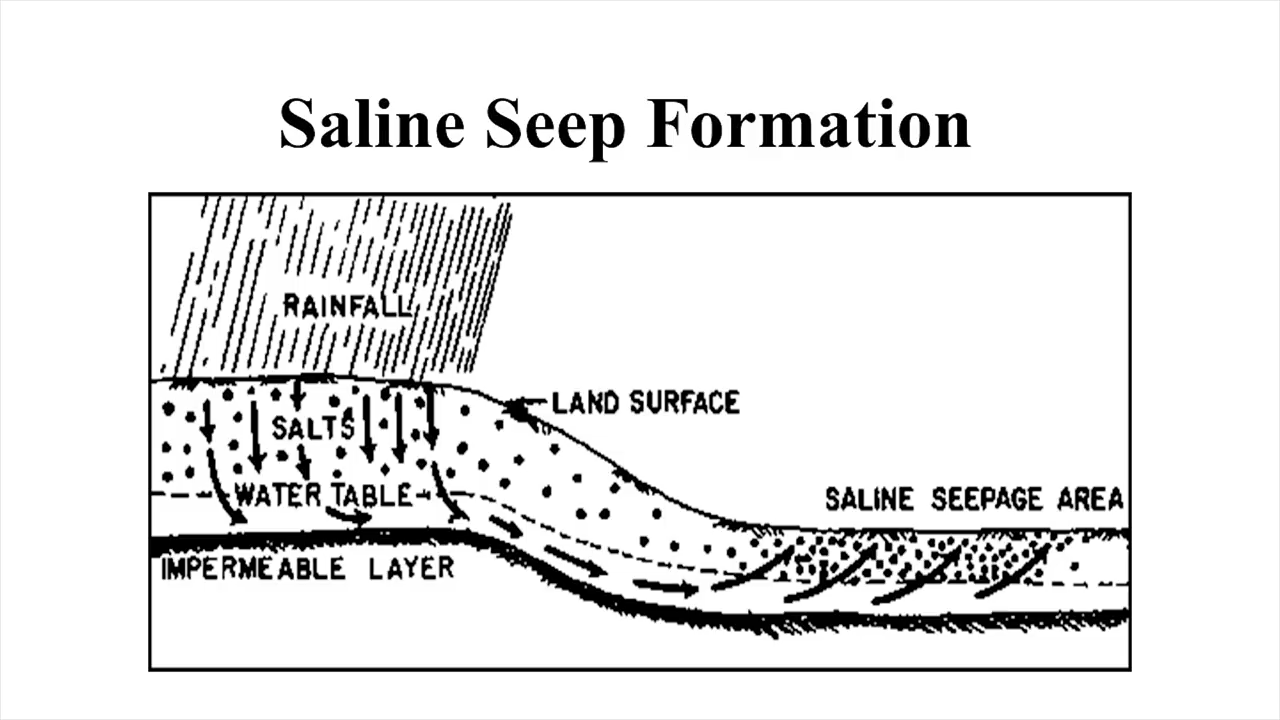 Saline Seep Formation
RAINFALL
LAND SURFACE
SALTS
WATER TABLE
SALINE SEEPAGE AREA
IMPERMEABLE LAYER